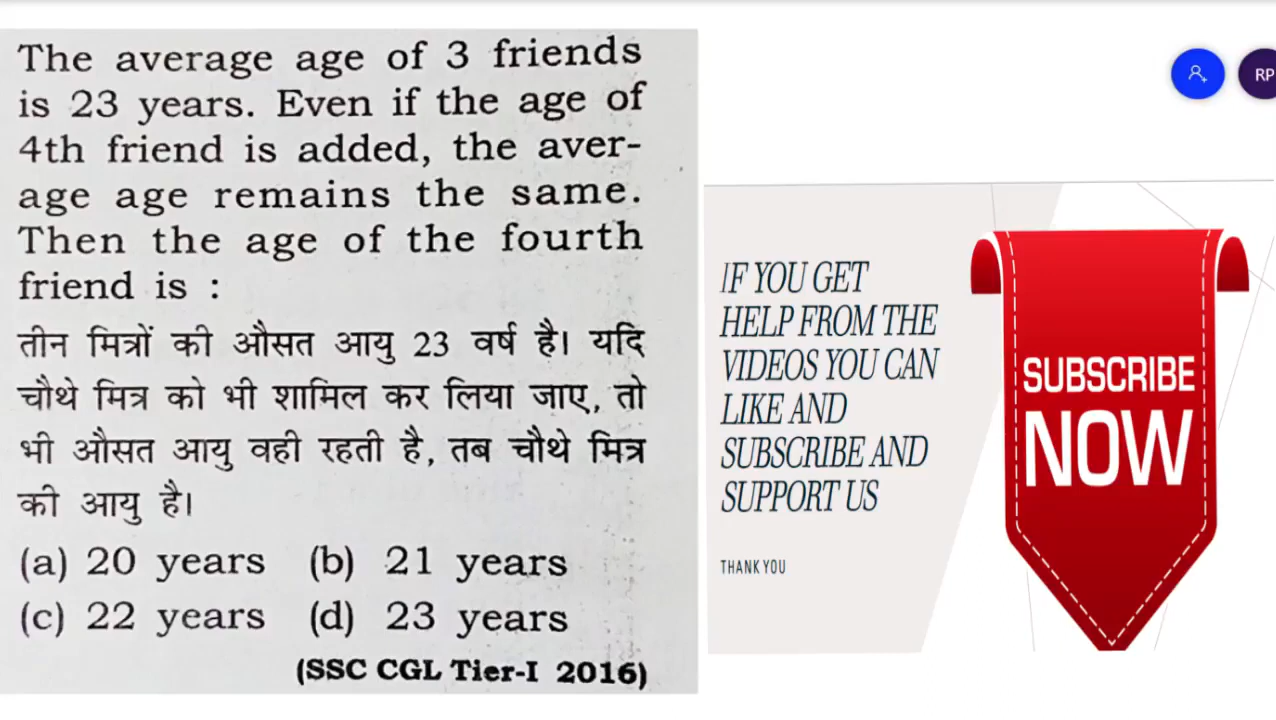 The average age of 3 friends
is 23 years. Even if the age of
4th friend is added, the aver-
age age remains the same.
Then the age of the fourth
friend is :
तीन मित्रों की औसत आयु 23 वर्ष है। यदि
चौथे मित्र को भी शामिल कर लिया जाए, तो
भी औसत आयु वही रहती है, तब चौथे मित्र
की आयु है।
(a) 20 years (b) 21 years
(c) 22 years (d) 23 years
(SSC CGL Tier-I 2016)
RP
IF YOU GET
HELP FROM THE
VIDEOS YOU CAN
LIKE AND
SUBSCRIBE AND
SUPPORT US
THANK YOU
SUBSCRIBE
NOW